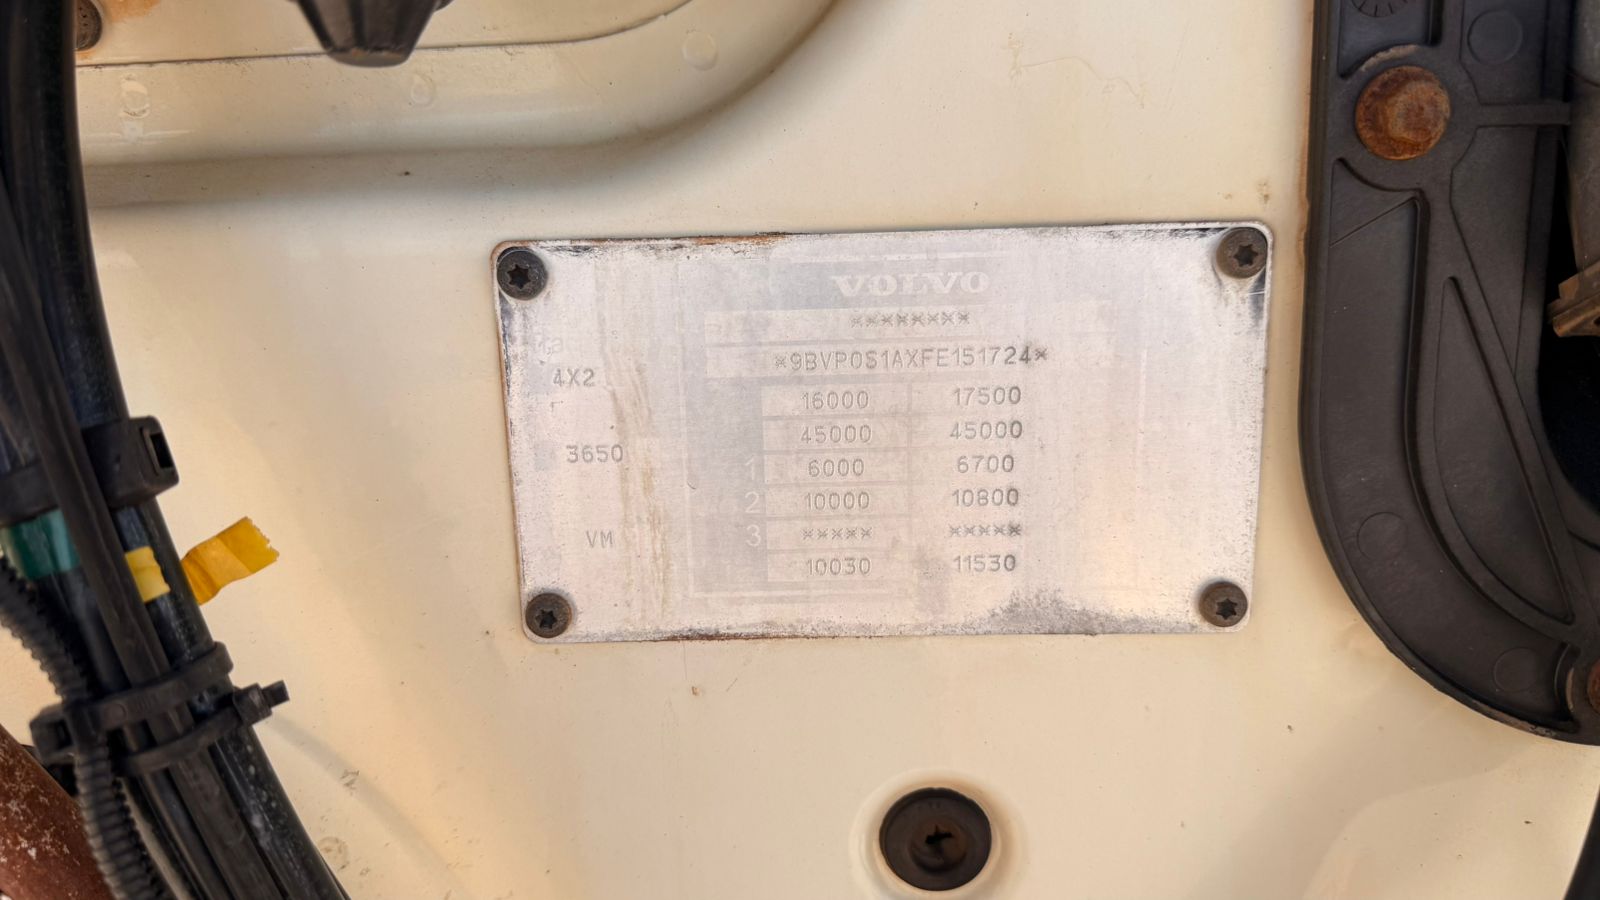 VOLVO
********
*9BVP0S1AXFE151724*
4X2
16000 17500
45000 45000
3650
1 6000 6700
2 10000 10800
3 ***** *****
VM
10030 11530